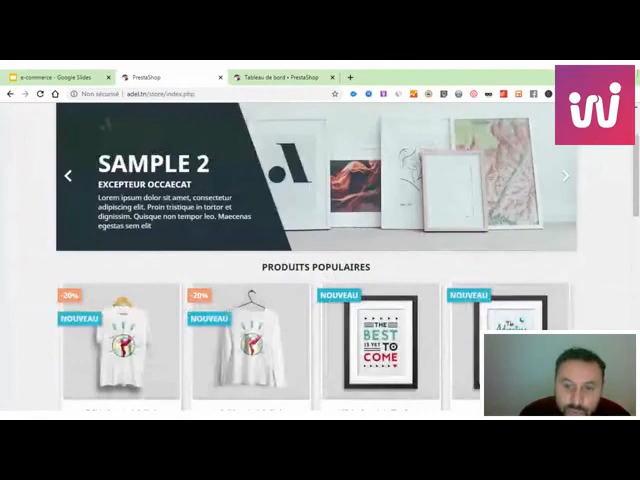 e-commerce - Google Slides
PrestaShop
Tableau de bord • PrestaShop
Non sécurisé
adel.tn/store/index.php
SAMPLE 2
EXCEPTEUR OCCAECAT
Lorem ipsum dolor sit amet, consectetur
adipiscing elit. Proin tristique in tortor et
dignissim. Quisque non tempor leo. Maecenas
egestas sem elit
PRODUITS POPULAIRES
-20%
NOUVEAU
-20%
NOUVEAU
NOUVEAU
THE
BEST
IS YET TO
COME
NOUVEAU
The